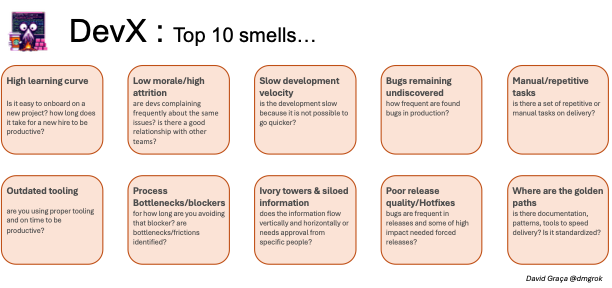 DevX : Top 10 smells...
High learning curve
Is it easy to onboard on a
new project? how long does
it take for a new hire to be
productive?
Low morale/high
attrition
are devs complaining
frequently about the same
issues? is there a good
relationship with other
teams?
Slow development
velocity
is the development slow
because it is not possible to
go quicker?
Bugs remaining
undiscovered
how frequent are found
bugs in production?
Manual/repetitive
tasks
is there a set of repetitive or
manual tasks on delivery?
Outdated tooling
are you using proper tooling
and on time to be
productive?
Process
Bottlenecks/blockers
for how long are you avoiding
that blocker? are
bottlenecks/frictions
identified?
Ivory towers & siloed
information
does the information flow
vertically and horizontally or
needs approval from
specific people?
Poor release
quality/Hotfixes
bugs are frequent in
releases and some of high
impact needed forced
releases?
Where are the golden
paths
is there documentation,
patterns, tools to speed
delivery? Is it standardized?
David Graça @dmgrok